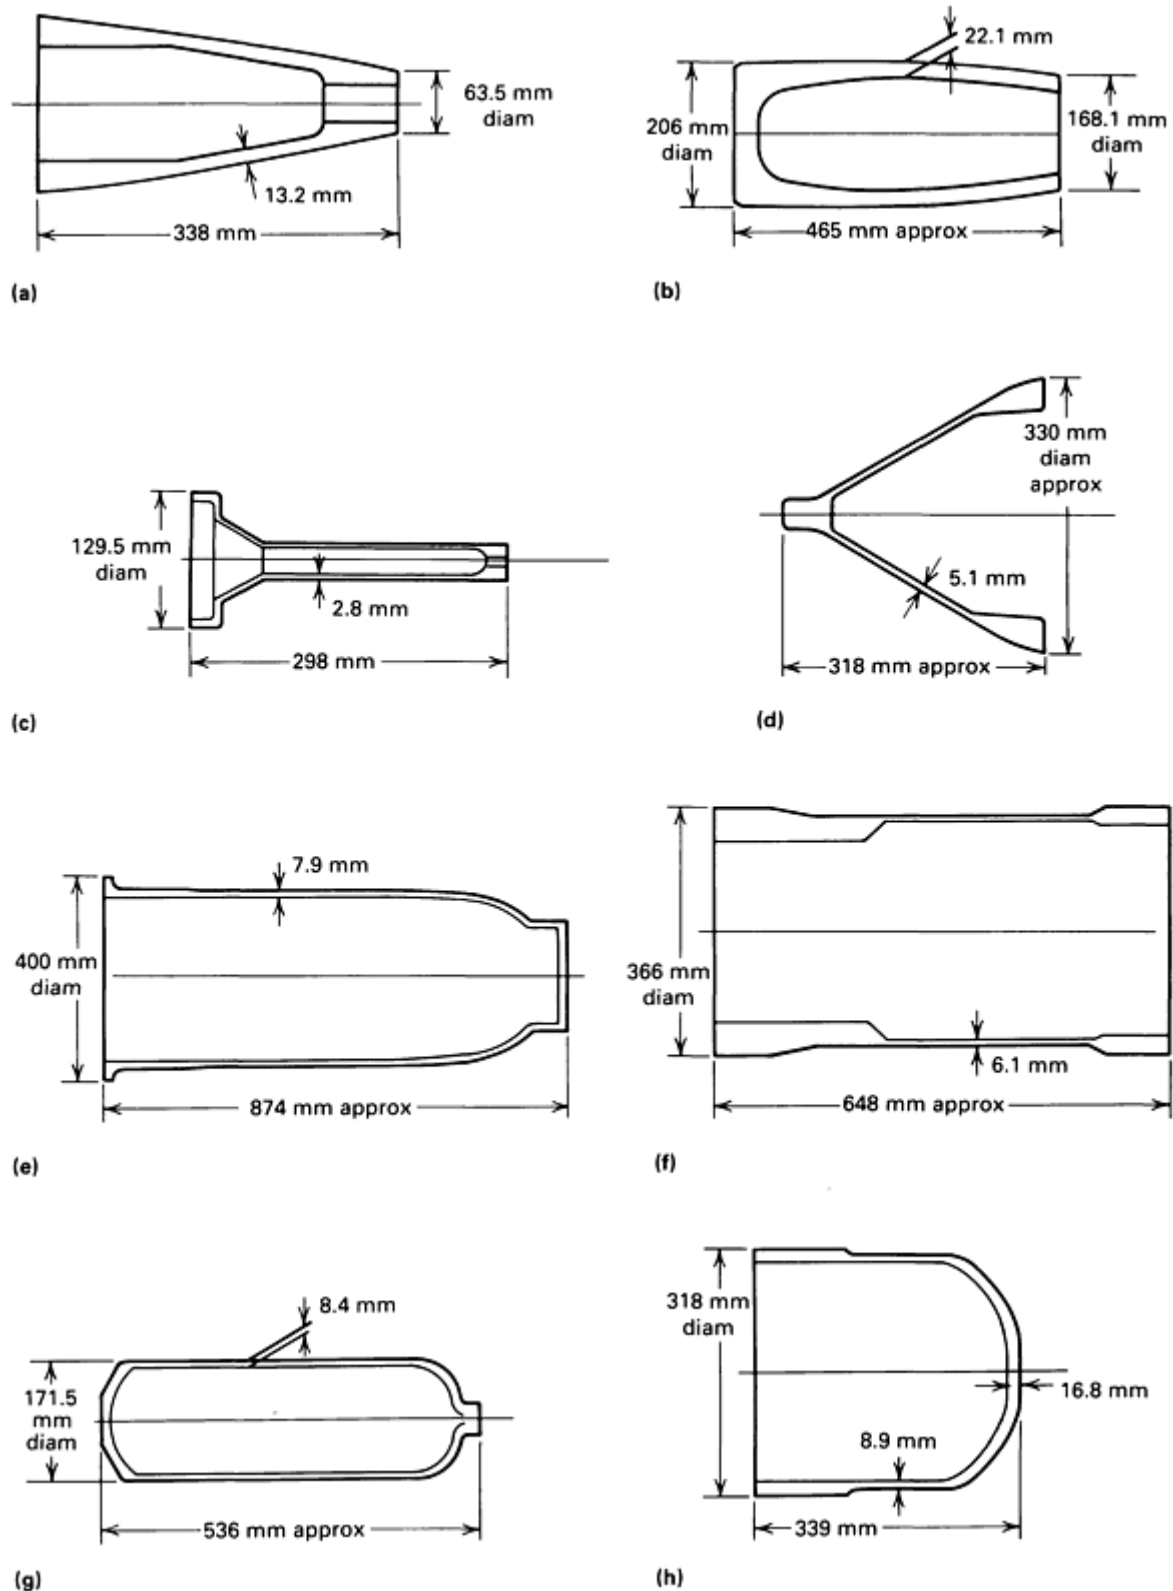 63.5 mm
diam
13.2 mm
338 mm
(a)
22.1 mm
206 mm
diam
168.1 mm
diam
465 mm approx
(b)
129.5 mm
diam
2.8 mm
298 mm
(c)
330 mm
diam
approx
5.1 mm
318 mm approx
(d)
7.9 mm
400 mm
diam
874 mm approx
(e)
366 mm
diam
6.1 mm
648 mm approx
(f)
8.4 mm
171.5
mm
diam
536 mm approx
(g)
318 mm
diam
16.8 mm
8.9 mm
339 mm
(h)